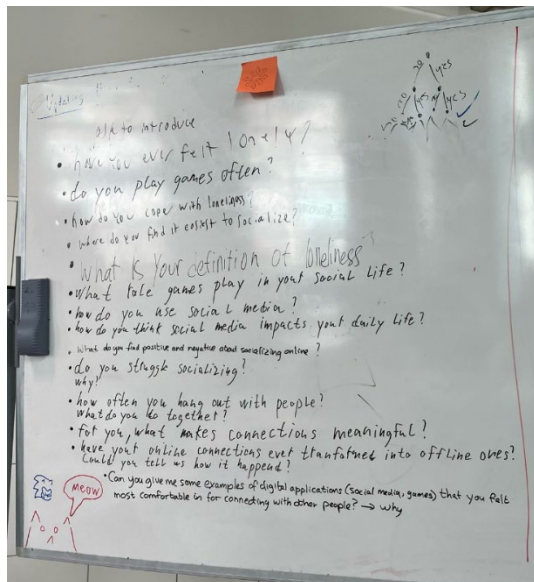 Updating
ask to introduce
• have you ever felt lonely?
• do you play games often?
• how do you cope with loneliness?
• where do you find it easiest to socialize?
• What is your definition of loneliness?
• What role games play in your social life?
• how do you use social media?
• how do you think social media impacts your daily life?
• What do you find positive and negative about socializing online?
• do you struggle socializing?
why?
• how often you hang out with people?
What do you do together?
• for you, what makes connections meaningful?
• have your online connections ever transformed into offline ones?
Could you tell us how it happend?
• Can you give me some examples of digital applications (social media, games) that you felt
most comfortable in for connecting with other people? → why
MEOW
no yes
no yes N yes